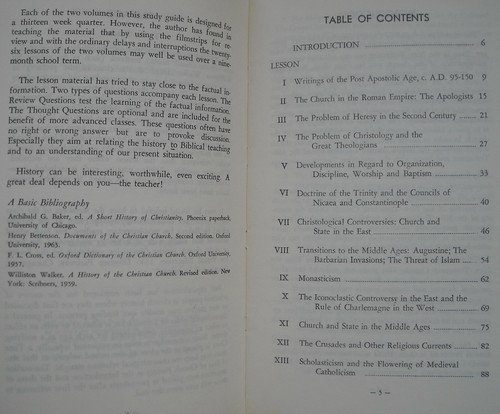 Each of the two volumes in this study guide is designed for
a thirteen week quarter. However, the author has found in
teaching the material that by using the filmstrips for re-
view and with the ordinary delays and interruptions the twenty-
six lessons of the two volumes may well be used over a nine-
month school term.
The lesson material has tried to stay close to the factual in-
formation. Two types of questions accompany each lesson. The
Review Questions test the learning of the factual information.
The Thought Questions are optional and are included for the
benefit of more advanced classes. These questions often have
no right or wrong answer but are to provoke discussion.
Especially they aim at relating the history to Biblical teaching
and to an understanding of our present situation.
History can be interesting, worthwhile, even exciting. A
great deal depends on you—the teacher!
A Basic Bibliography
Archibald G. Baker, ed. A Short History of Christianity. Phoenix paperback.
University of Chicago.
Henry Bettenson. Documents of the Christian Church. Second edition. Oxford
University, 1963.
F. L. Cross, ed. Oxford Dictionary of the Christian Church. Oxford University,
1957.
Williston Walker. A History of the Christian Church. Revised edition. New
York: Scribners, 1959.
TABLE OF CONTENTS
INTRODUCTION 6
LESSON
I Writings of the Post Apostolic Age, c. A.D. 95-150 9
II The Church in the Roman Empire: The Apologists 15
III The Problem of Heresy in the Second Century 21
IV The Problem of Christology and the
Great Theologians 27
V Developments in Regard to Organization,
Discipline, Worship and Baptism 33
VI Doctrine of the Trinity and the Councils of
Nicaea and Constantinople 40
VII Christological Controversies: Church and
State in the East 46
VIII Transitions to the Middle Ages: Augustine; The
Barbarian Invasions; The Threat of Islam 54
IX Monasticism 62
X The Iconoclastic Controversy in the East and the
Rule of Charlemagne in the West 69
XI Church and State in the Middle Ages 75
XII The Crusades and Other Religious Currents 82
XIII Scholasticism and the Flowering of Medieval
Catholicism 88
— 5 —